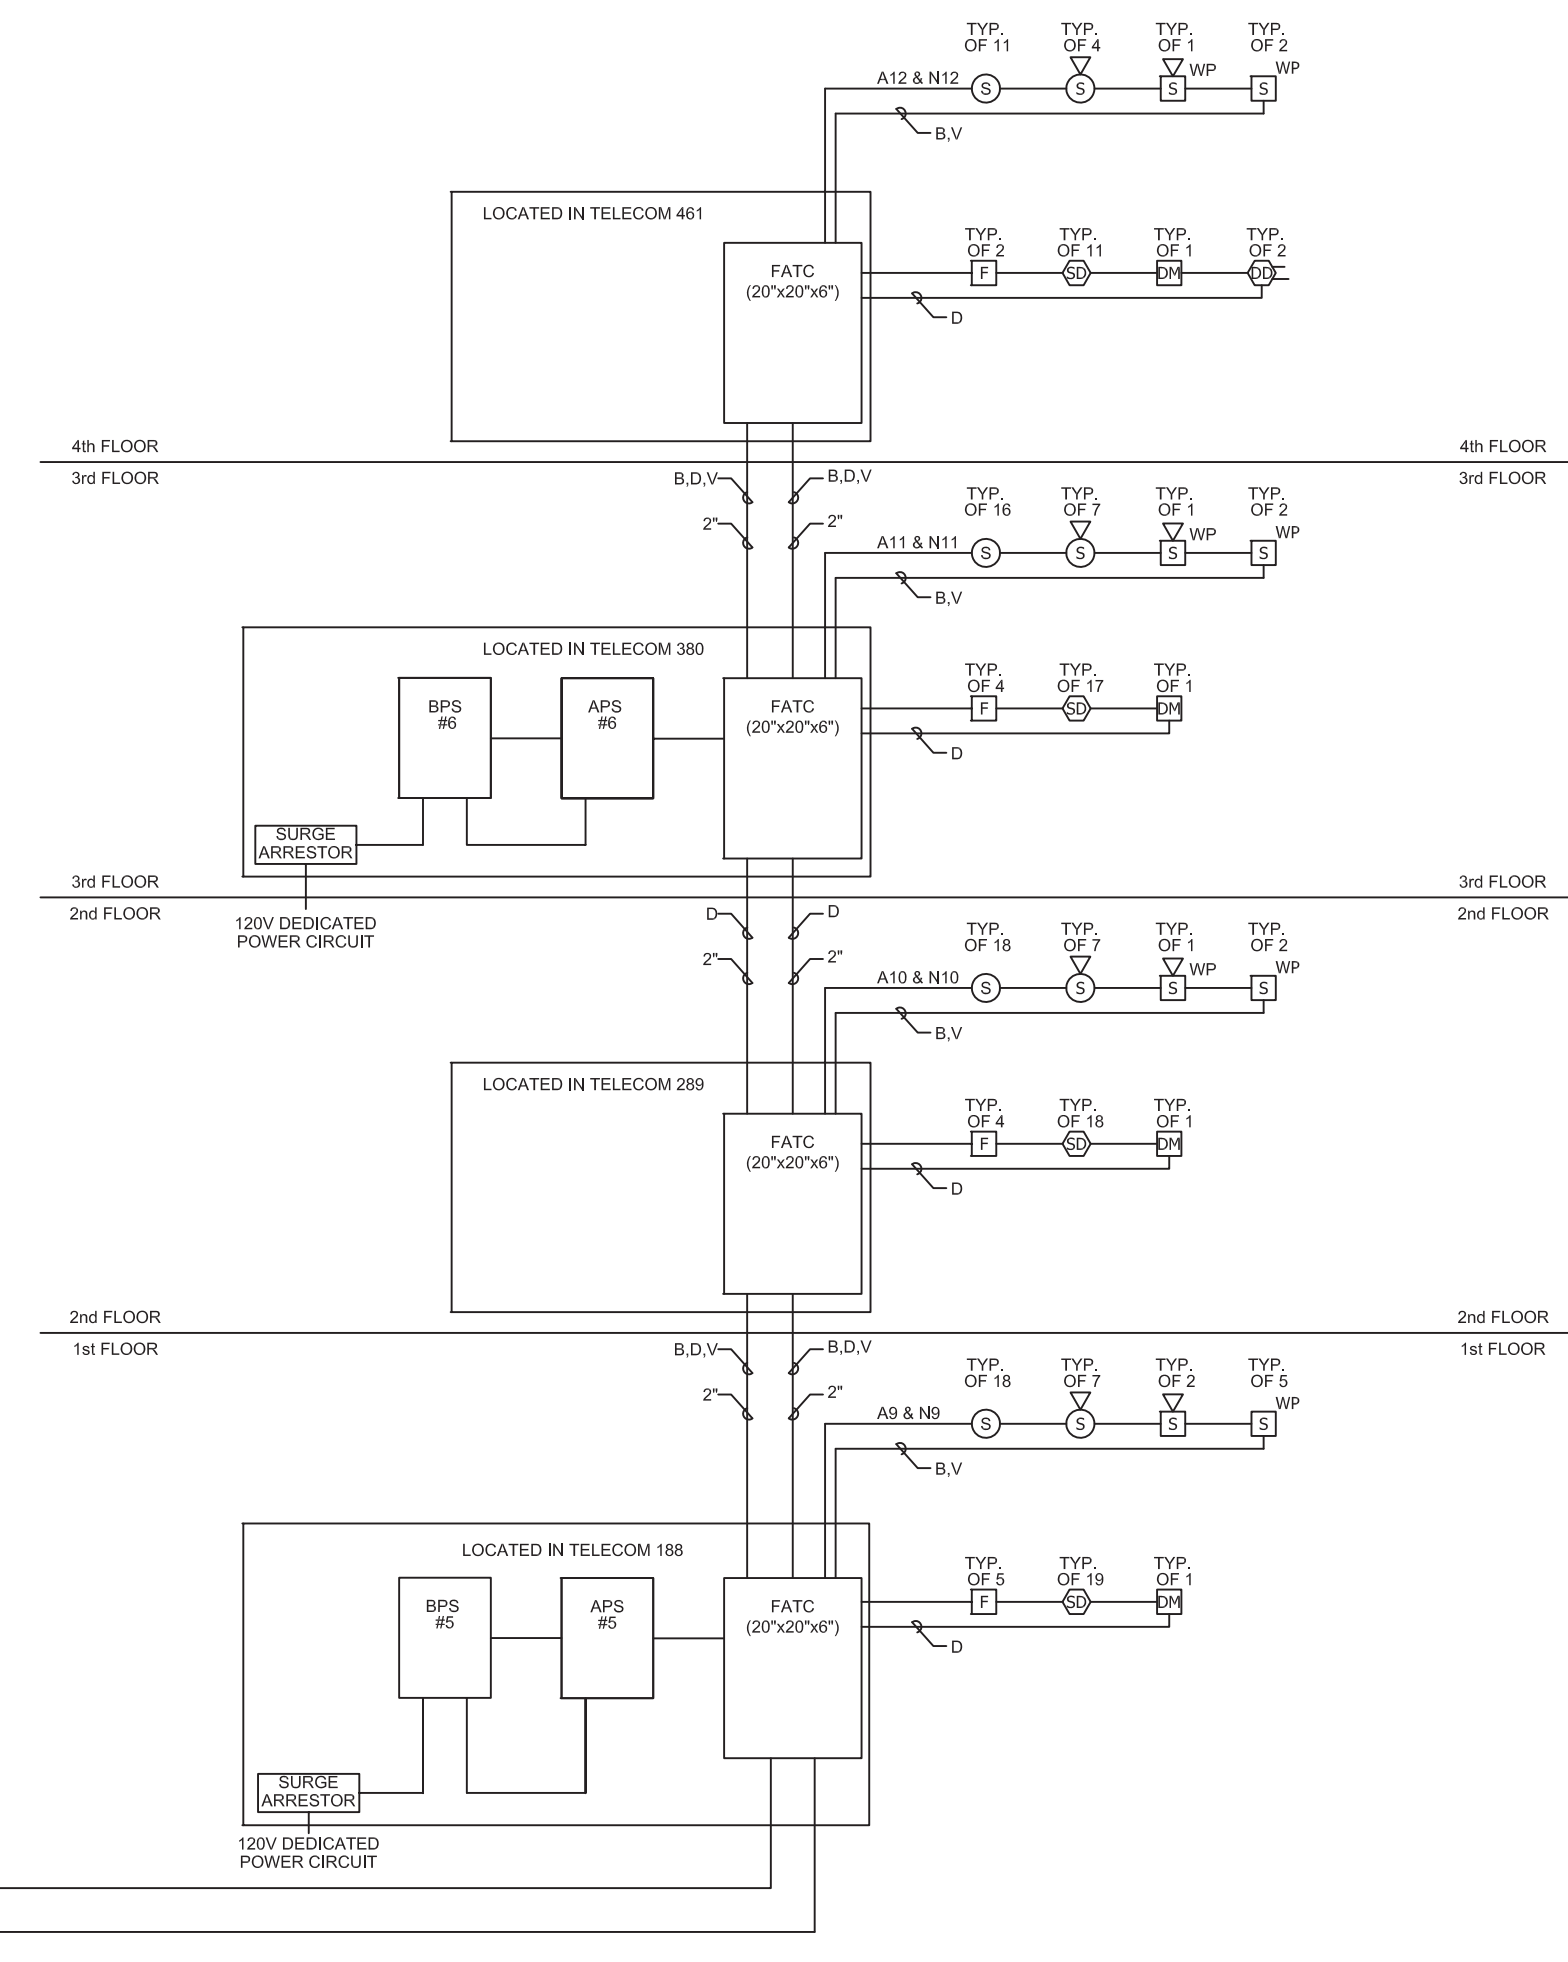 TYP. OF 11
TYP. OF 4
TYP. OF 1
TYP. OF 2
WP
WP
A12 & N12
S
S
S
S
B,V
LOCATED IN TELECOM 461
FATC
(20"x20"x6")
TYP. OF 2
TYP. OF 11
TYP. OF 1
TYP. OF 2
F
SD
DM
DD
D
4th FLOOR
4th FLOOR
3rd FLOOR
3rd FLOOR
B,D,V
B,D,V
2"
2"
TYP. OF 16
TYP. OF 7
TYP. OF 1
TYP. OF 2
WP
WP
A11 & N11
S
S
S
S
B,V
LOCATED IN TELECOM 380
BPS
#6
APS
#6
FATC
(20"x20"x6")
TYP. OF 4
TYP. OF 17
TYP. OF 1
F
SD
DM
D
SURGE
ARRESTOR
3rd FLOOR
3rd FLOOR
2nd FLOOR
2nd FLOOR
120V DEDICATED
POWER CIRCUIT
D
D
2"
2"
TYP. OF 18
TYP. OF 7
TYP. OF 1
TYP. OF 2
WP
WP
A10 & N10
S
S
S
S
B,V
LOCATED IN TELECOM 289
FATC
(20"x20"x6")
TYP. OF 4
TYP. OF 18
TYP. OF 1
F
SD
DM
D
2nd FLOOR
2nd FLOOR
1st FLOOR
1st FLOOR
B,D,V
B,D,V
2"
2"
TYP. OF 18
TYP. OF 7
TYP. OF 2
TYP. OF 5
WP
A9 & N9
S
S
S
S
B,V
LOCATED IN TELECOM 188
BPS
#5
APS
#5
FATC
(20"x20"x6")
TYP. OF 5
TYP. OF 19
TYP. OF 1
F
SD
DM
D
SURGE
ARRESTOR
120V DEDICATED
POWER CIRCUIT